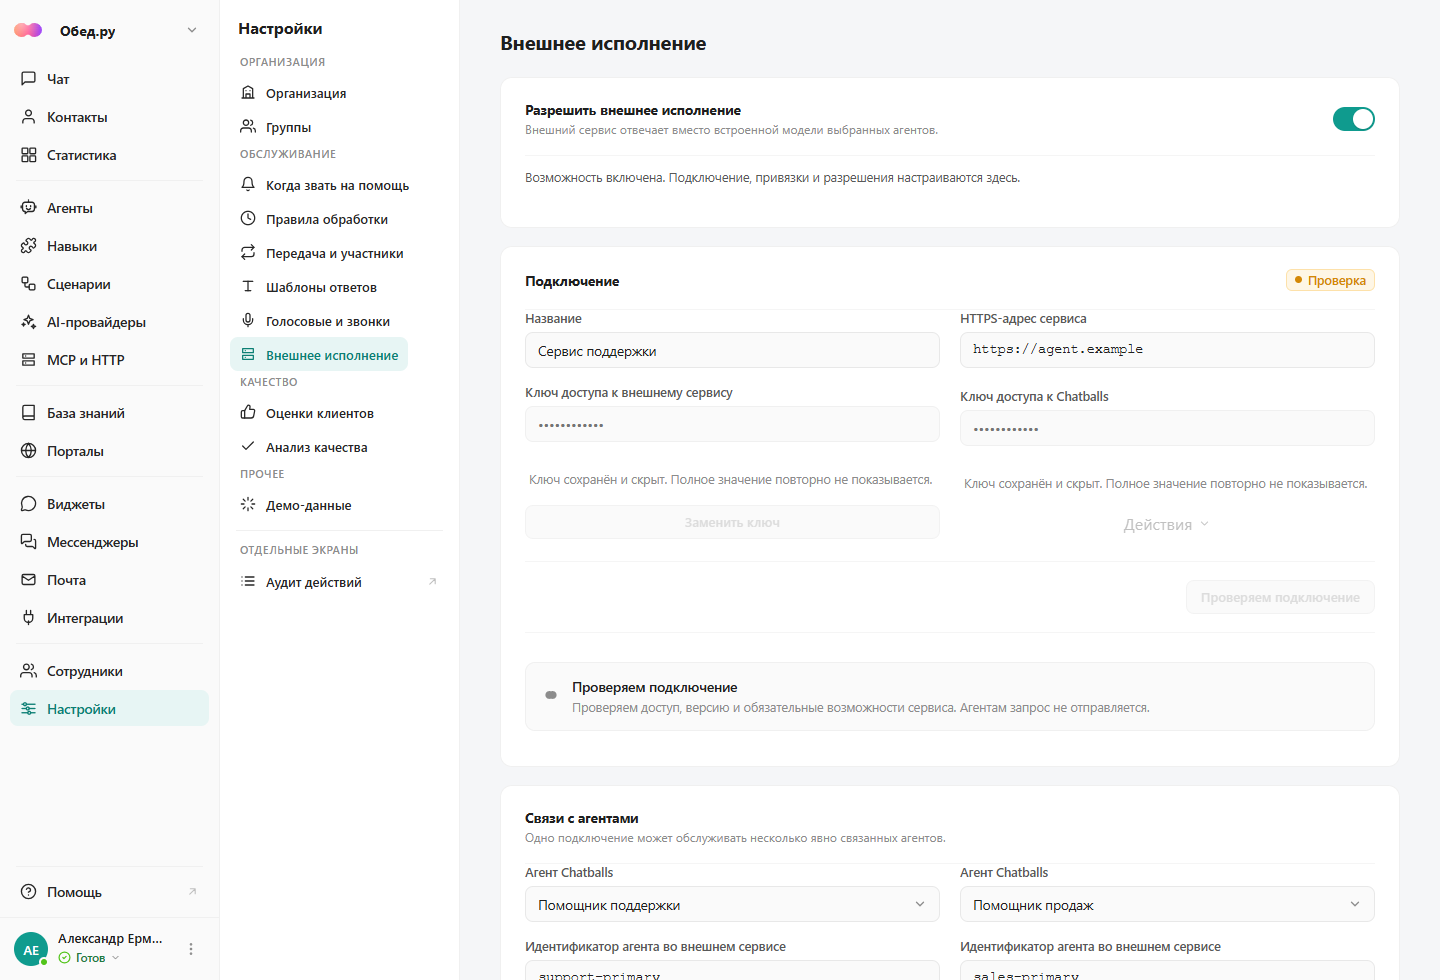 Обед.ру
Чат
Контакты
Статистика
Агенты
Навыки
Сценарии
AI-провайдеры
MCP и HTTP
База знаний
Порталы
Виджеты
Мессенджеры
Почта
Интеграции
Сотрудники
Настройки
Помощь
АЕ
Александр Ерм...
Готов
Настройки
ОРГАНИЗАЦИЯ
Организация
Группы
ОБСЛУЖИВАНИЕ
Когда звать на помощь
Правила обработки
Передача и участники
Шаблоны ответов
Голосовые и звонки
Внешнее исполнение
КАЧЕСТВО
Оценки клиентов
Анализ качества
ПРОЧЕЕ
Демо-данные
ОТДЕЛЬНЫЕ ЭКРАНЫ
Аудит действий
Внешнее исполнение
Разрешить внешнее исполнение
Внешний сервис отвечает вместо встроенной модели выбранных агентов.
Возможность включена. Подключение, привязки и разрешения настраиваются здесь.
Подключение
Проверка
Название
HTTPS-адрес сервиса
Сервис поддержки
https://agent.example
Ключ доступа к внешнему сервису
Ключ доступа к Chatballs
••••••••••••
••••••••••••
Ключ сохранён и скрыт. Полное значение повторно не показывается.
Ключ сохранён и скрыт. Полное значение повторно не показывается.
Заменить ключ
Действия
Проверяем подключение
Проверяем подключение
Проверяем доступ, версию и обязательные возможности сервиса. Агентам запрос не отправляется.
Связи с агентами
Одно подключение может обслуживать несколько явно связанных агентов.
Агент Chatballs
Агент Chatballs
Помощник поддержки
Помощник продаж
Идентификатор агента во внешнем сервисе
Идентификатор агента во внешнем сервисе
support-primary
sales-primary